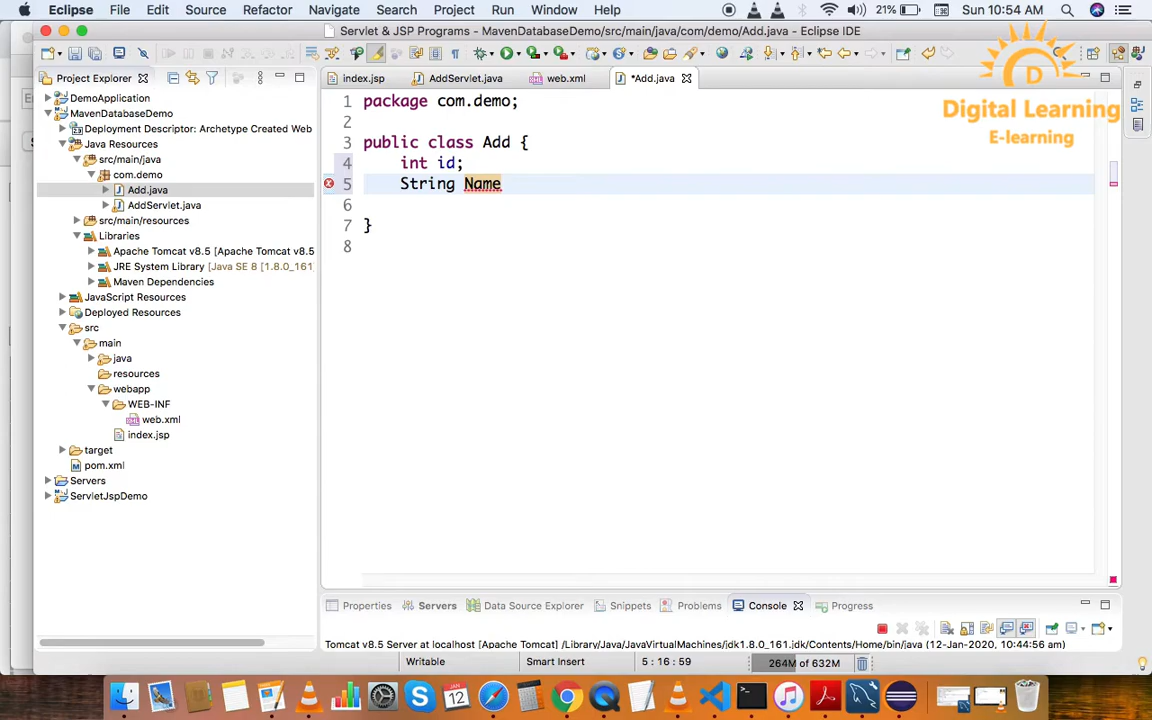 Eclipse File Edit Source Refactor Navigate Search Project Run Window Help 21% Sun 10:54 AM
Servlet & JSP Programs - MavenDatabaseDemo/src/main/java/com/demo/Add.java - Eclipse IDE
Digital Learning
E-learning
Project Explorer
DemoApplication
MavenDatabaseDemo
Deployment Descriptor: Archetype Created Web
Java Resources
src/main/java
com.demo
Add.java
AddServlet.java
src/main/resources
Libraries
Apache Tomcat v8.5 [Apache Tomcat v8.5
JRE System Library [Java SE 8 [1.8.0_161]
Maven Dependencies
JavaScript Resources
Deployed Resources
src
main
java
resources
webapp
WEB-INF
web.xml
index.jsp
target
pom.xml
Servers
ServletJspDemo
index.jsp AddServlet.java web.xml *Add.java
1 package com.demo;
2
3 public class Add {
4 int id;
5 String Name
6
7 }
8
Properties Servers Data Source Explorer Snippets Problems Console Progress
Tomcat v8.5 Server at localhost [Apache Tomcat] /Library/Java/JavaVirtualMachines/jdk1.8.0_161.jdk/Contents/Home/bin/java (12-Jan-2020, 10:44:56 am)
Writable Smart Insert 5 : 16 : 59 264M of 632M